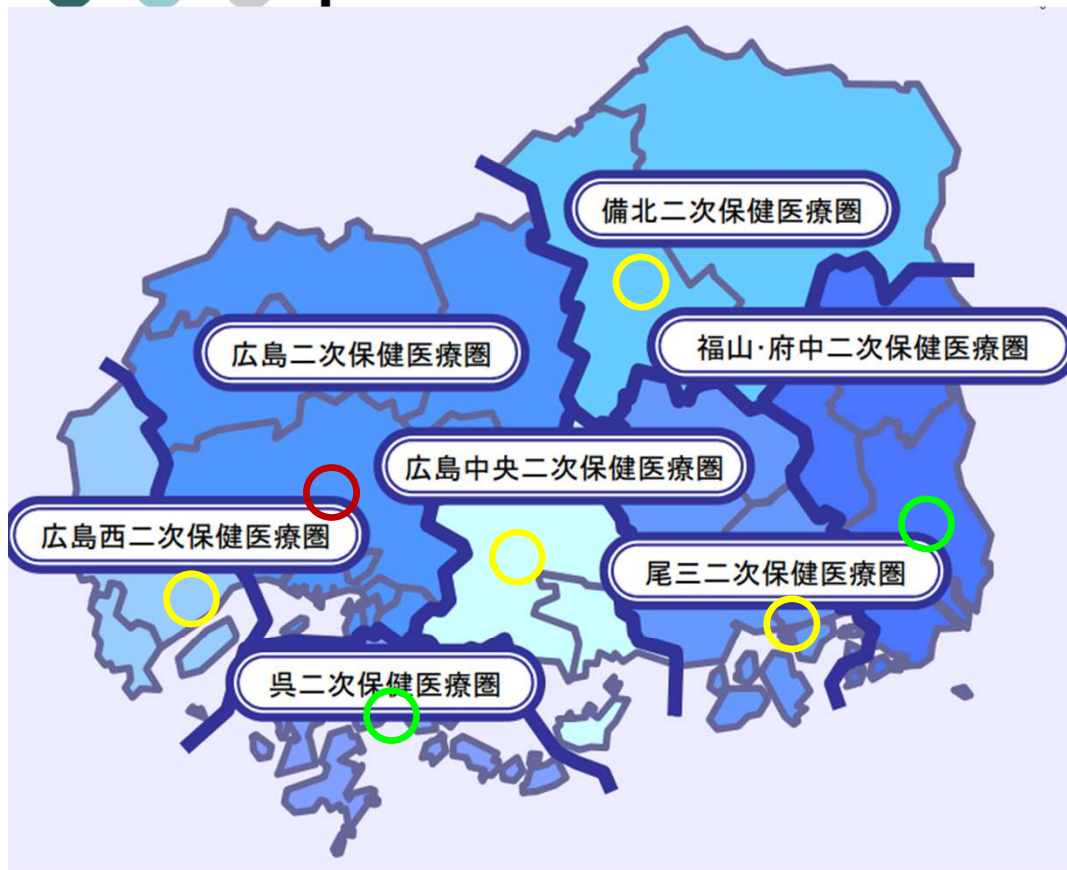 備北二次保健医療圏
広島二次保健医療圏
福山・府中二次保健医療圏
広島中央二次保健医療圏
広島西二次保健医療圏
尾三二次保健医療圏
呉二次保健医療圏